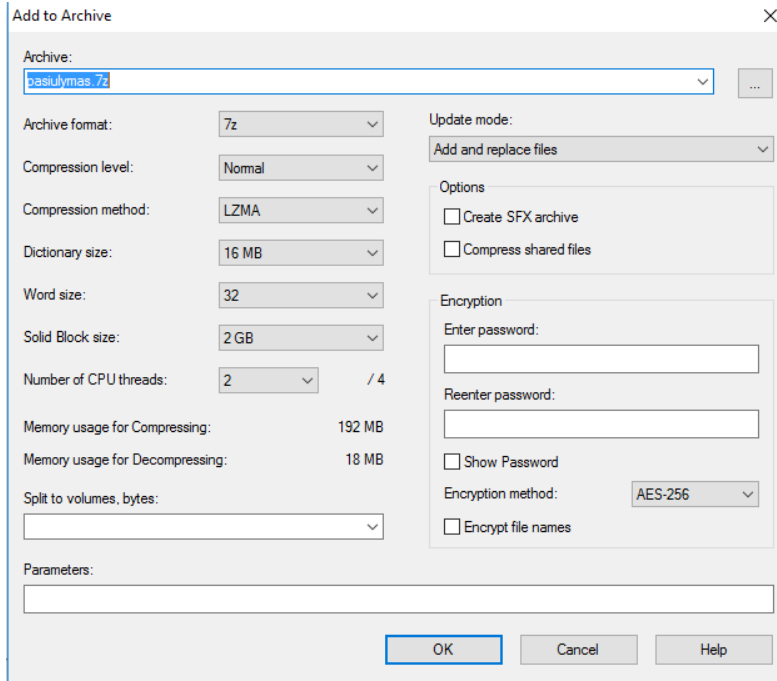 Add to Archive
Archive:
pasiulymas.7z
...
Archive format:
7z
Compression level:
Normal
Compression method:
LZMA
Dictionary size:
16 MB
Word size:
32
Solid Block size:
2 GB
Number of CPU threads:
2
/ 4
Memory usage for Compressing:
192 MB
Memory usage for Decompressing:
18 MB
Split to volumes, bytes:
Update mode:
Add and replace files
Options
Create SFX archive
Compress shared files
Encryption
Enter password:
Reenter password:
Show Password
Encryption method:
AES-256
Encrypt file names
Parameters:
OK
Cancel
Help